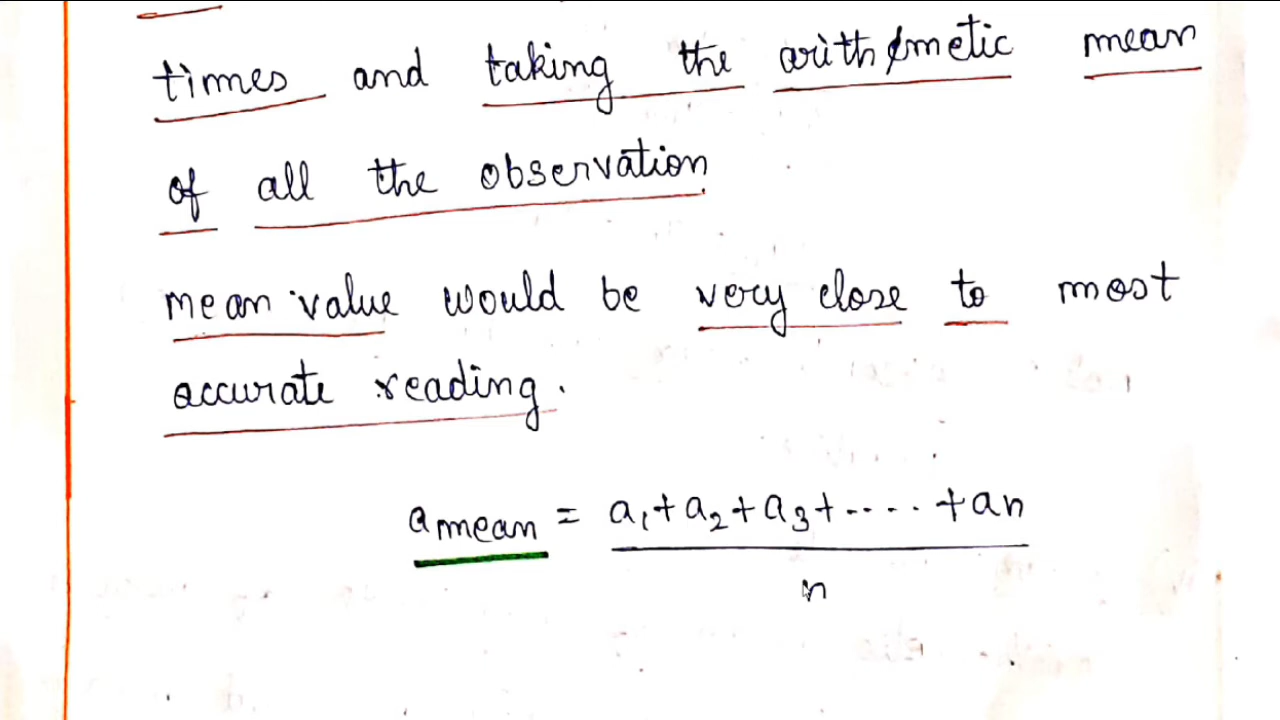 times and taking the arithmetic mean
of all the observation
mean value would be very close to most
accurate reading.
a mean = a1 + a2 + a3 + ..... + an
n